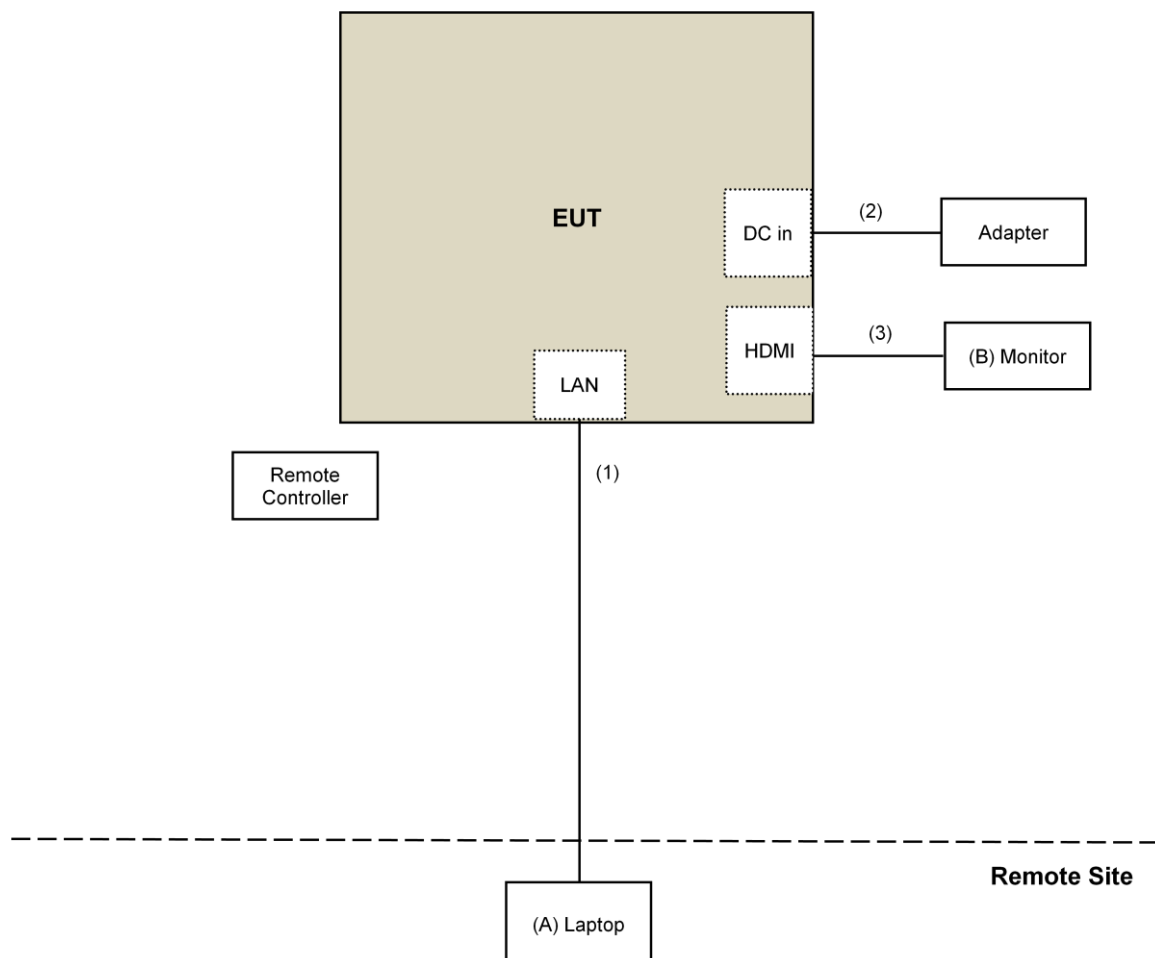 EUT
DC in
(2)
Adapter
HDMI
(3)
(B) Monitor
LAN
(1)
Remote
Controller
Remote Site
(A) Laptop